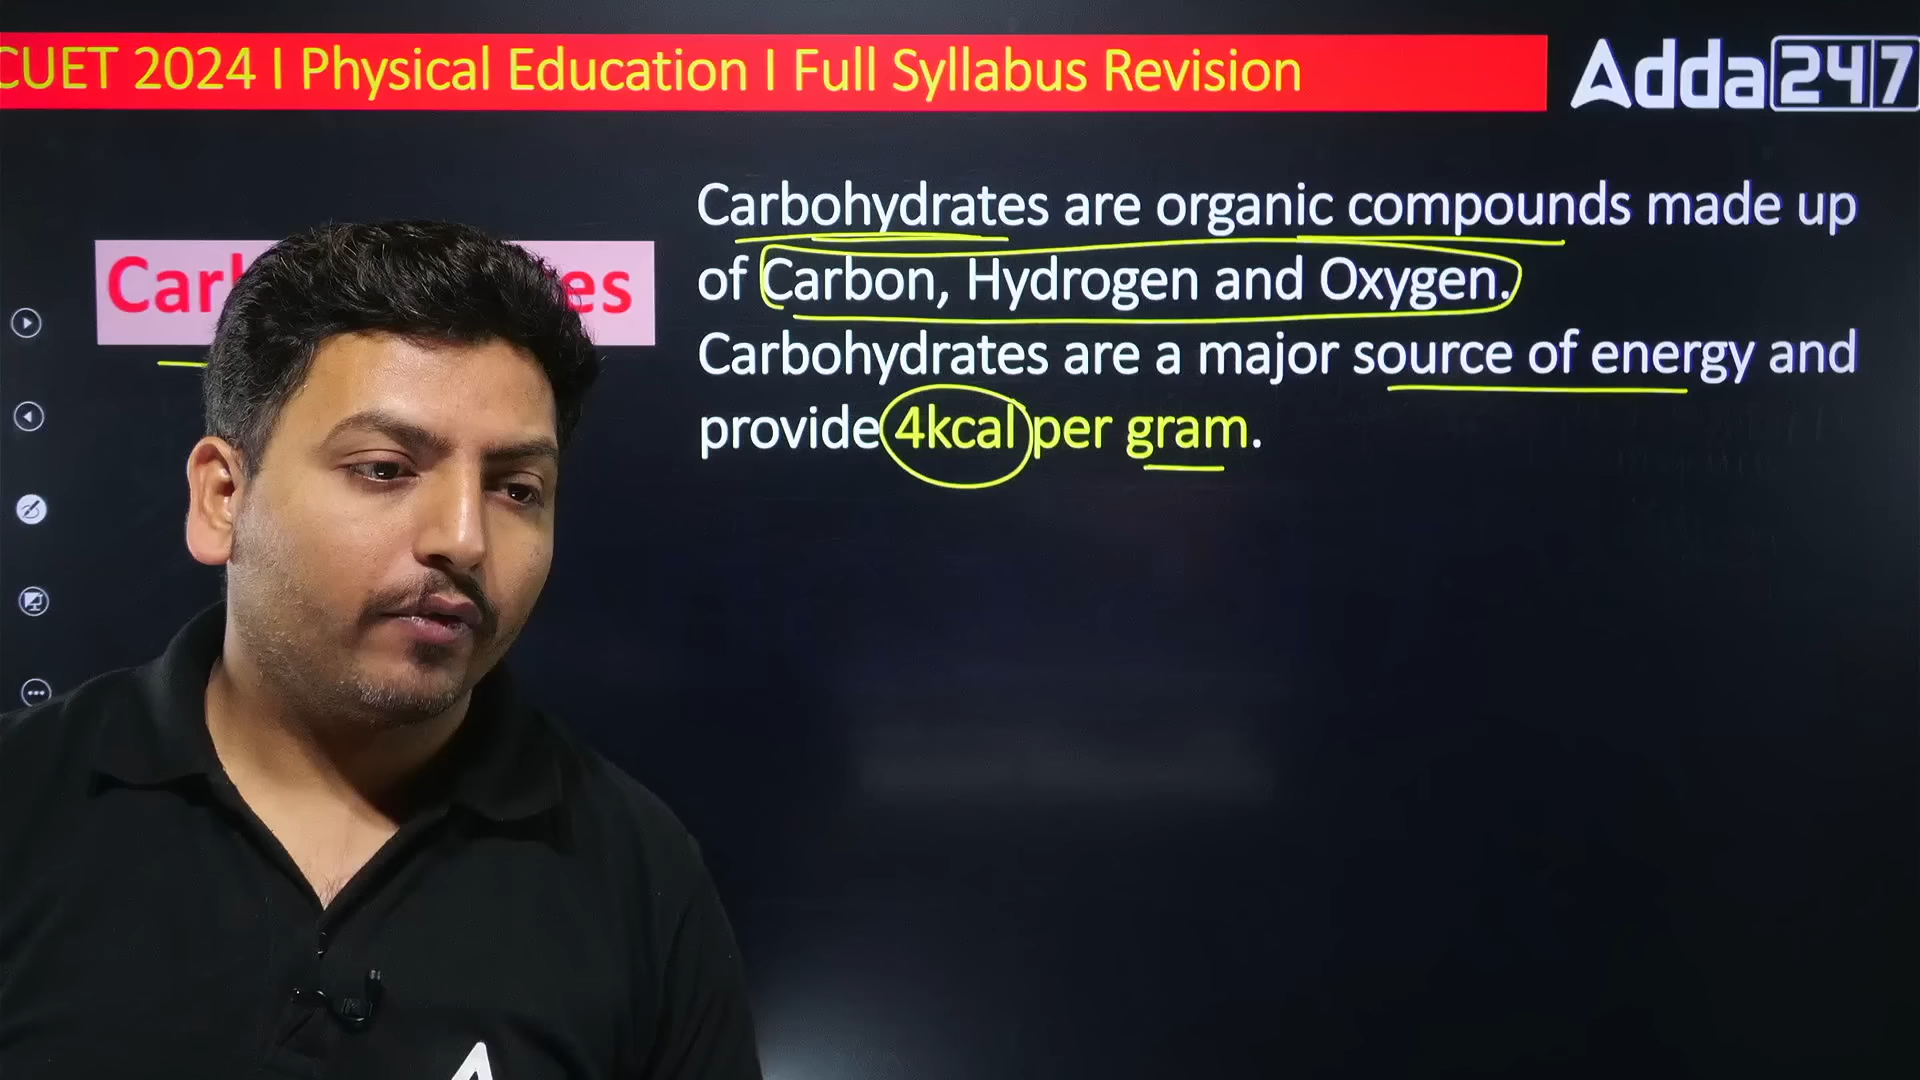 CUET 2024 I Physical Education I Full Syllabus Revision
Adda247
Carbohydrates are organic compounds made up
of Carbon, Hydrogen and Oxygen.
Carbohydrates are a major source of energy and
provide 4kcal per gram.